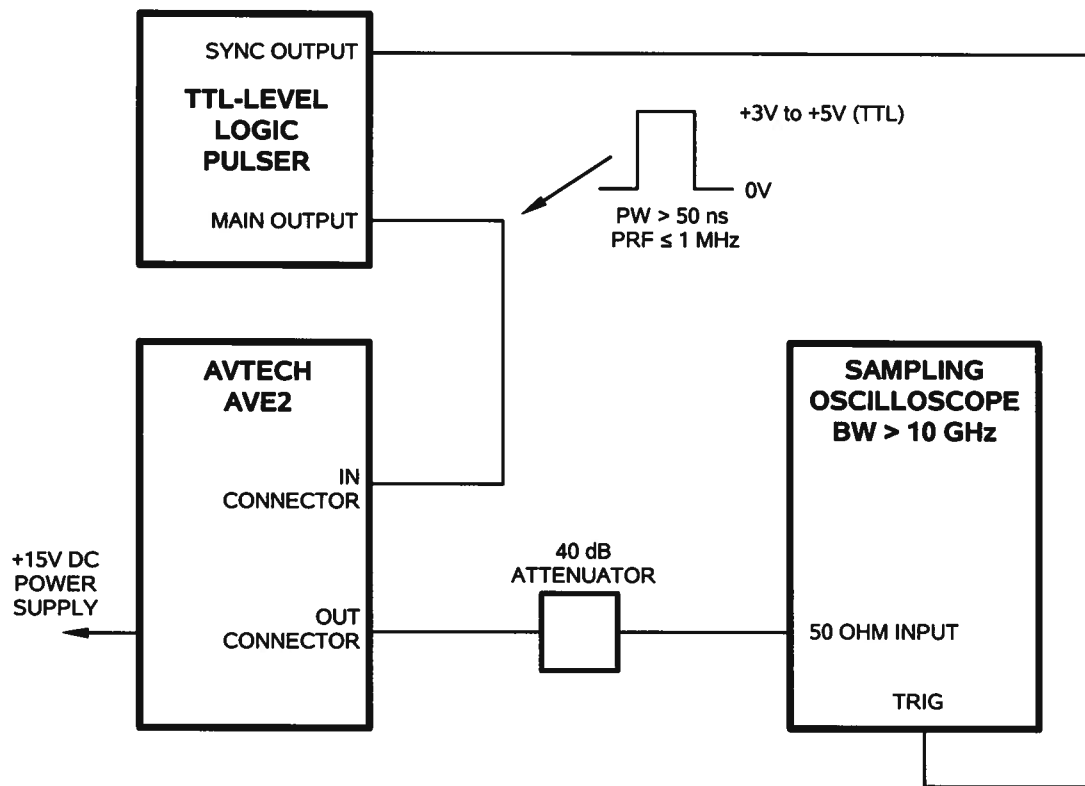 SYNC OUTPUT
TTL-LEVEL
LOGIC
PULSER
MAIN OUTPUT
+3V to +5V (TTL)
0V
PW > 50 ns
PRF ≤ 1 MHz
AVTECH
AVE2
IN
CONNECTOR
OUT
CONNECTOR
+15V DC
POWER
SUPPLY
40 dB
ATTENUATOR
SAMPLING
OSCILLOSCOPE
BW > 10 GHz
50 OHM INPUT
TRIG